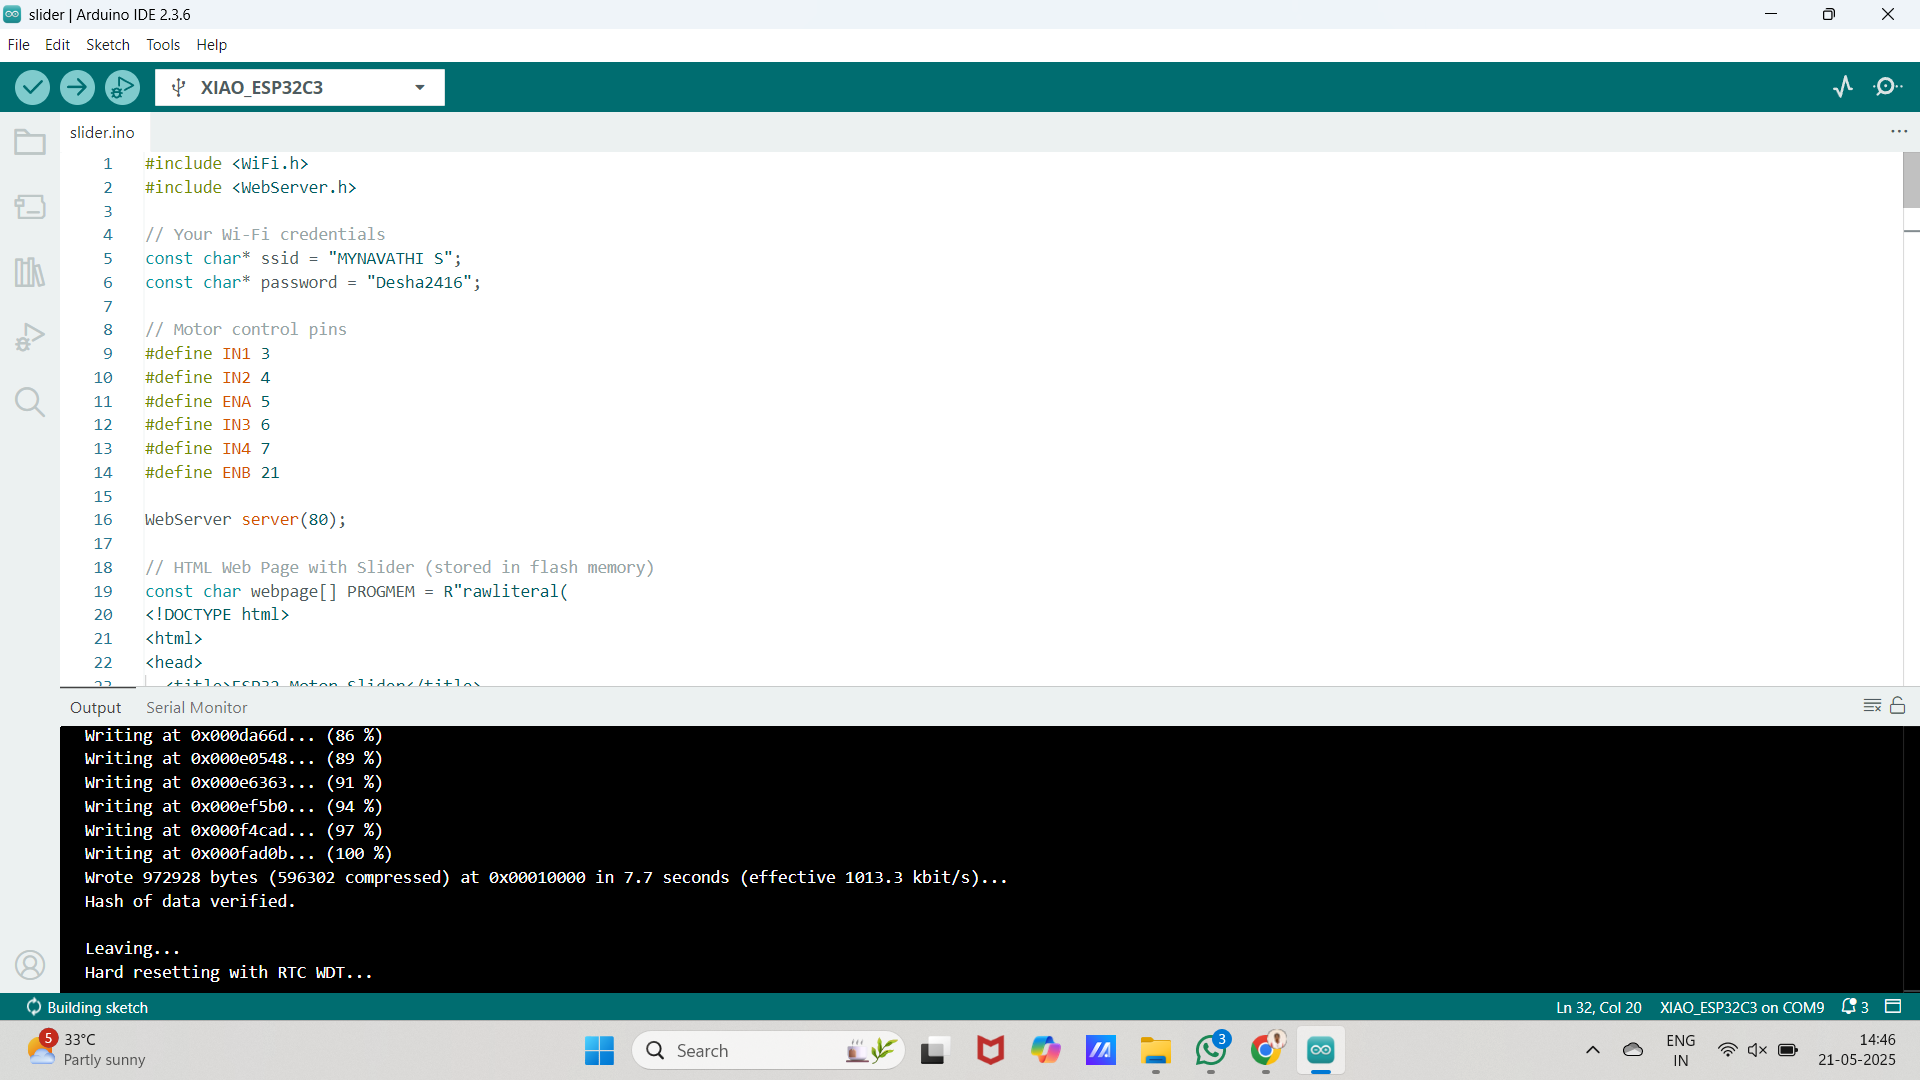 slider | Arduino IDE 2.3.6
File Edit Sketch Tools Help
XIAO_ESP32C3
slider.ino
1 #include <WiFi.h>
2 #include <WebServer.h>
3
4 // Your Wi-Fi credentials
5 const char* ssid = "MYNAVATHI S";
6 const char* password = "Desha2416";
7
8 // Motor control pins
9 #define IN1 3
10 #define IN2 4
11 #define ENA 5
12 #define IN3 6
13 #define IN4 7
14 #define ENB 21
15
16 WebServer server(80);
17
18 // HTML Web Page with Slider (stored in flash memory)
19 const char webpage[] PROGMEM = R"rawliteral(
20 <!DOCTYPE html>
21 <html>
22 <head>
23 <title>ESP32 Motor Slider</title>
Output Serial Monitor
Writing at 0x000da66d... (86 %)
Writing at 0x000e0548... (89 %)
Writing at 0x000e6363... (91 %)
Writing at 0x000ef5b0... (94 %)
Writing at 0x000f4cad... (97 %)
Writing at 0x000fad0b... (100 %)
Wrote 972928 bytes (596302 compressed) at 0x00010000 in 7.7 seconds (effective 1013.3 kbit/s)...
Hash of data verified.
Leaving...
Hard resetting with RTC WDT...
Building sketch
Ln 32, Col 20 XIAO_ESP32C3 on COM9 3
5
33°C
Partly sunny
Search
3
ENG
IN
14:46
21-05-2025